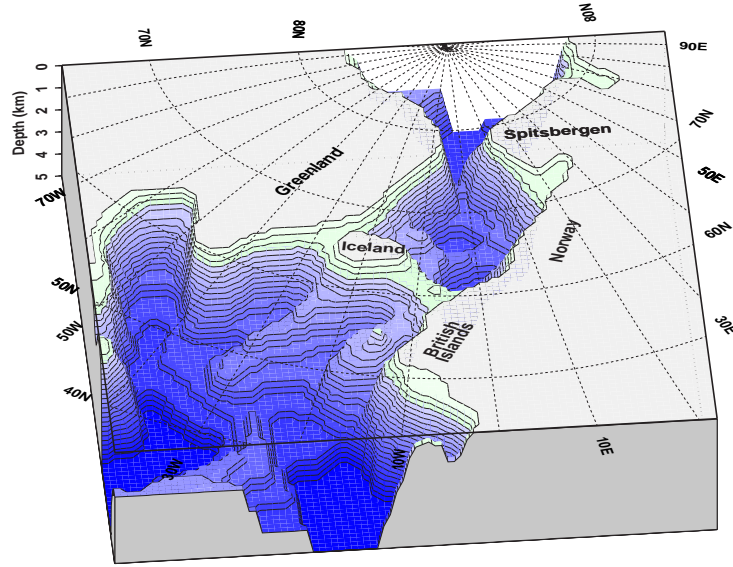 80N
70N
80N
90E
0
1
2
3
4
5
Depth (km)
Spitsbergen
70N
Greenland
50E
70W
Norway
60N
Iceland
50N
30E
50N
British
Islands
40N
30W
10W
10E